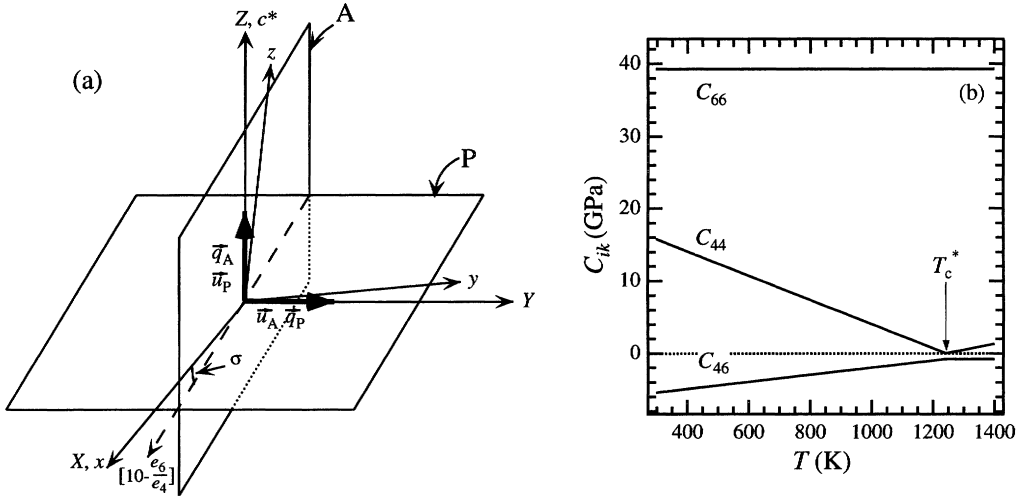 (a)
Z, c*
A
z
P
q⃗A
u⃗P
y
Y
u⃗A q⃗P
σ
X, x
[10-e6/e4]
(b)
Cik (GPa)
40
30
20
10
0
C66
C44
Tc*
C46
400 600 800 1000 1200 1400
T (K)